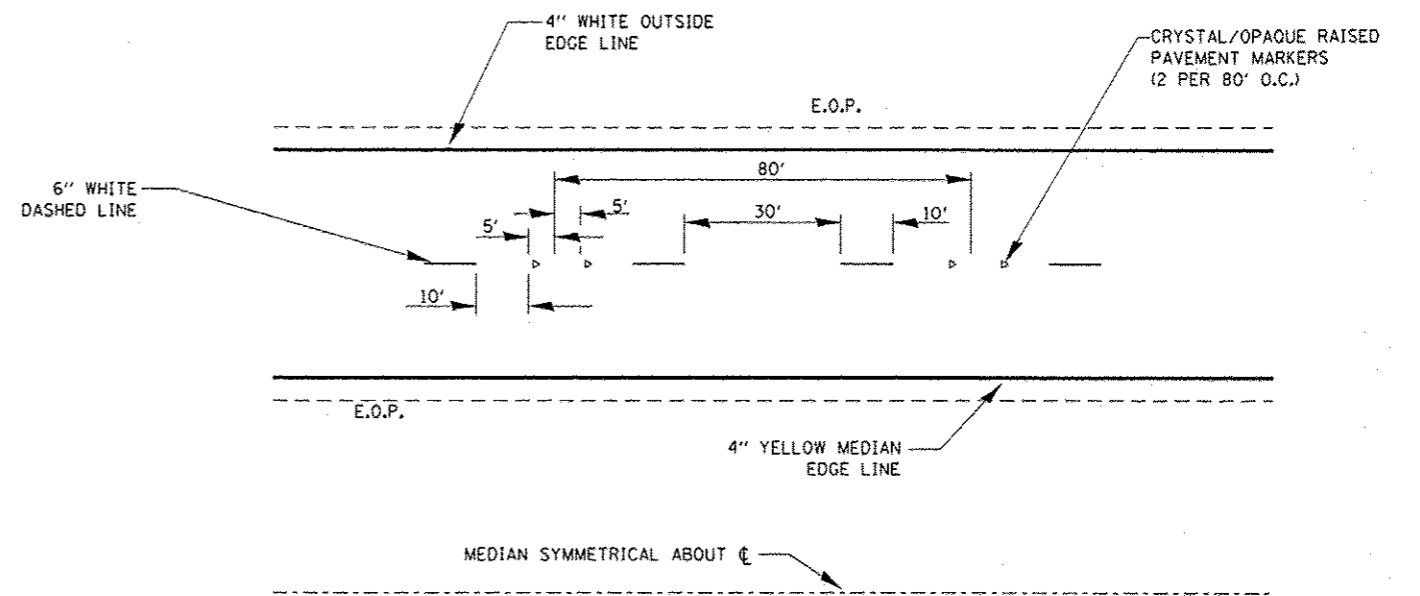 4" WHITE OUTSIDE
EDGE LINE
CRYSTAL/OPAQUE RAISED
PAVEMENT MARKERS
(2 PER 80' O.C.)
E.O.P.
80'
6" WHITE
DASHED LINE
5'
30'
10'
5'
10'
E.O.P.
4" YELLOW MEDIAN
EDGE LINE
MEDIAN SYMMETRICAL ABOUT ℄